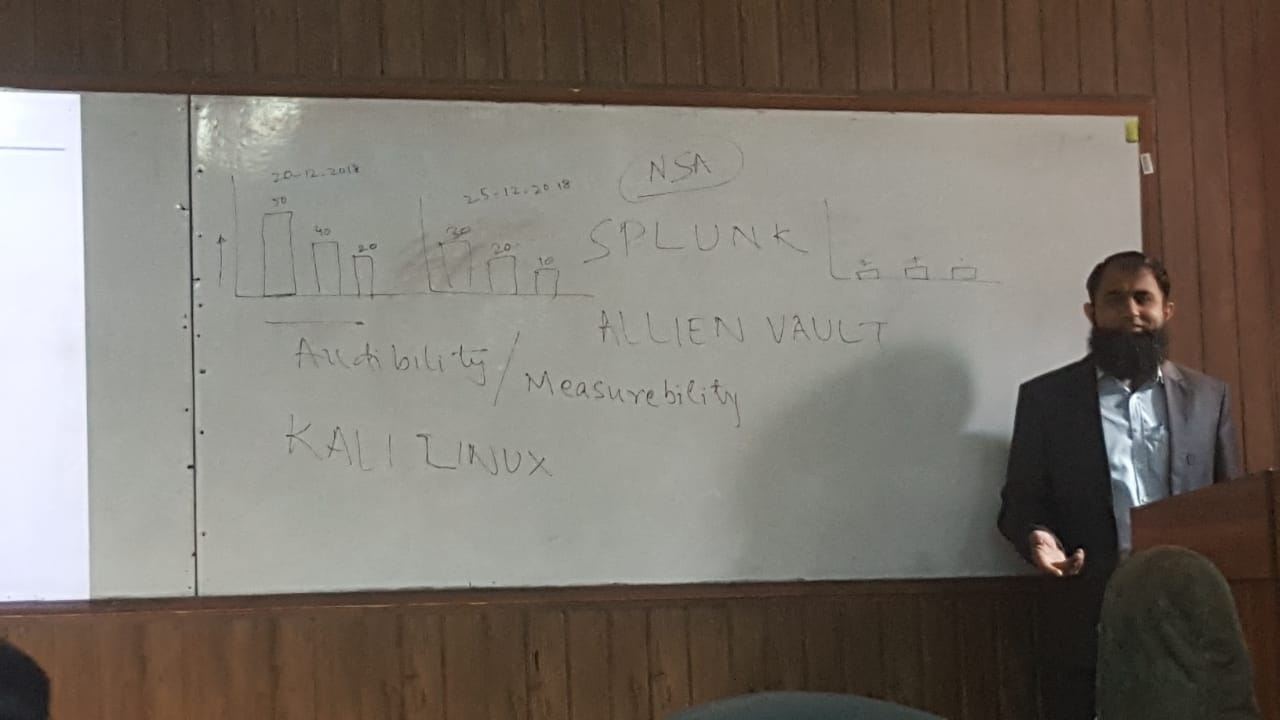 20-12.2018
50
40
20
25-12.2018
30
20
10
NSA
SPLUNK
ALLIEN VAULT
Audibility / Measurebility
KALI LINUX